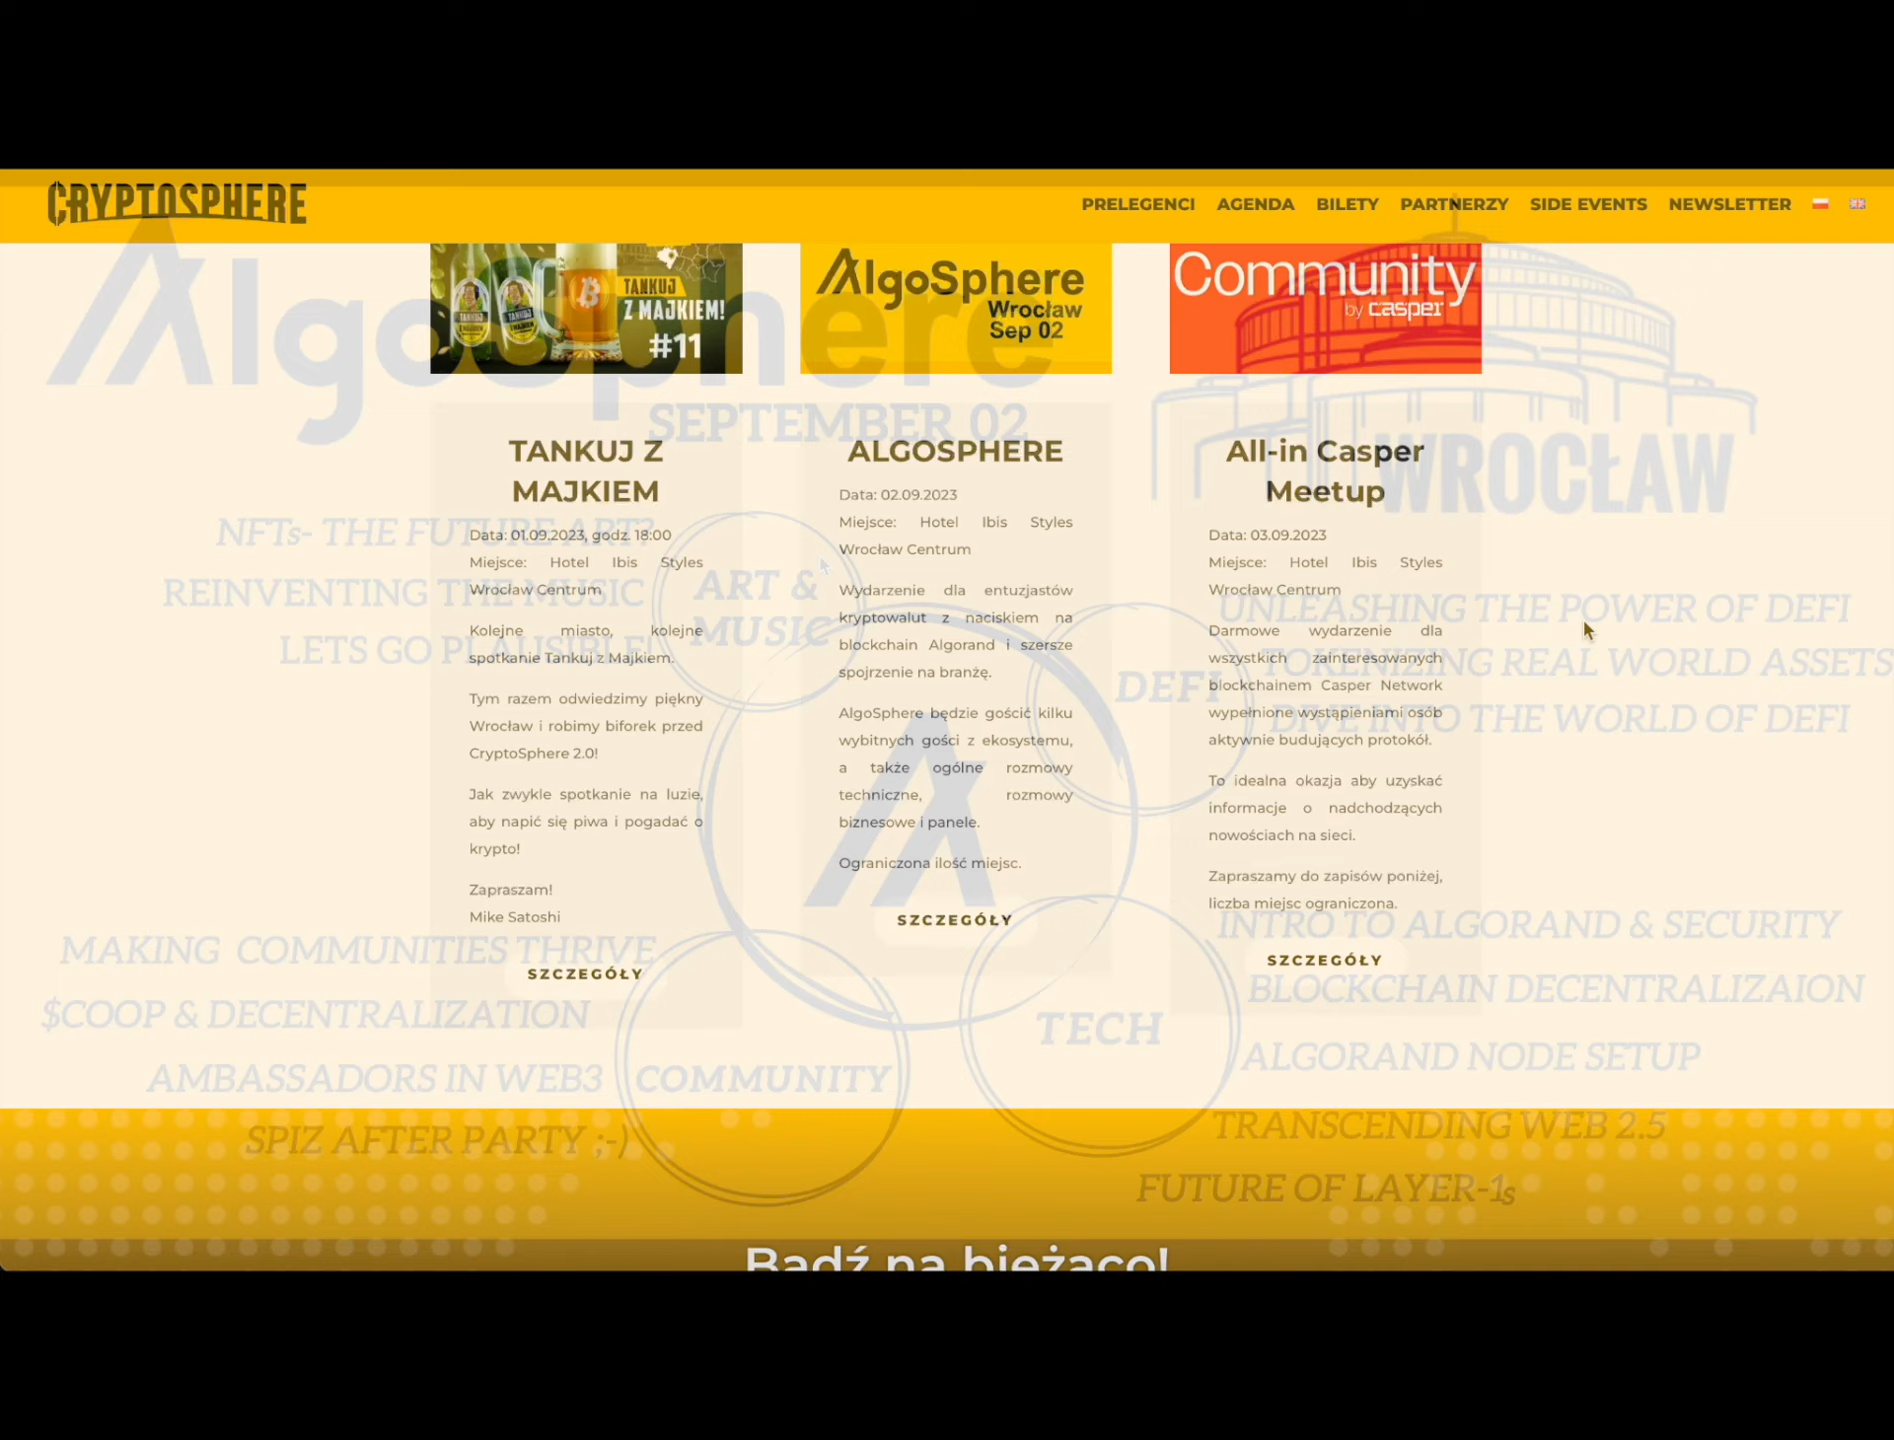 CRYPTOSPHERE
PRELEGENCI AGENDA BILETY PARTNERZY SIDE EVENTS NEWSLETTER
TANKUJ
Z MAJKIEM!
#11
AlgoSphere
Wrocław
Sep 02
Community
by casper
TANKUJ Z
MAJKIEM
Data: 01.09.2023, godz. 18:00
Miejsce: Hotel Ibis Styles
Wrocław Centrum
Kolejne miasto, kolejne
spotkanie Tankuj z Majkiem.
Tym razem odwiedzimy piękny
Wrocław i robimy biforek przed
CryptoSphere 2.0!
Jak zwykle spotkanie na luzie,
aby napić się piwa i pogadać o
krypto!
Zapraszam!
Mike Satoshi
SZCZEGÓŁY
ALGOSPHERE
Data: 02.09.2023
Miejsce: Hotel Ibis Styles
Wrocław Centrum
Wydarzenie dla entuzjastów
kryptowalut z naciskiem na
blockchain Algorand i szersze
spojrzenie na branżę.
AlgoSphere będzie gościć kilku
wybitnych gości z ekosystemu,
a także ogólne rozmowy
techniczne, rozmowy
biznesowe i panele.
Ograniczona ilość miejsc.
SZCZEGÓŁY
All-in Casper
Meetup
Data: 03.09.2023
Miejsce: Hotel Ibis Styles
Wrocław Centrum
Darmowe wydarzenie dla
wszystkich zainteresowanych
blockchainem Casper Network
wypełnione wystąpieniami osób
aktywnie budujących protokół.
To idealna okazja aby uzyskać
informacje o nadchodzących
nowościach na sieci.
Zapraszamy do zapisów poniżej,
liczba miejsc ograniczona.
SZCZEGÓŁY
Bądź na bieżąco!
AlgoSphere
SEPTEMBER 02
WROCŁAW
NFTs- THE FUTURE ART?
REINVENTING THE MUSIC
LETS GO PLAUSIBLE!
ART &
MUSIC
DEFI
UNLEASHING THE POWER OF DEFI
TOKENIZING REAL WORLD ASSETS
DIVE INTO THE WORLD OF DEFI
MAKING COMMUNITIES THRIVE
$COOP & DECENTRALIZATION
AMBASSADORS IN WEB3
SPIZ AFTER PARTY ;-)
COMMUNITY
TECH
INTRO TO ALGORAND & SECURITY
BLOCKCHAIN DECENTRALIZAION
ALGORAND NODE SETUP
TRANSCENDING WEB 2.5
FUTURE OF LAYER-1s